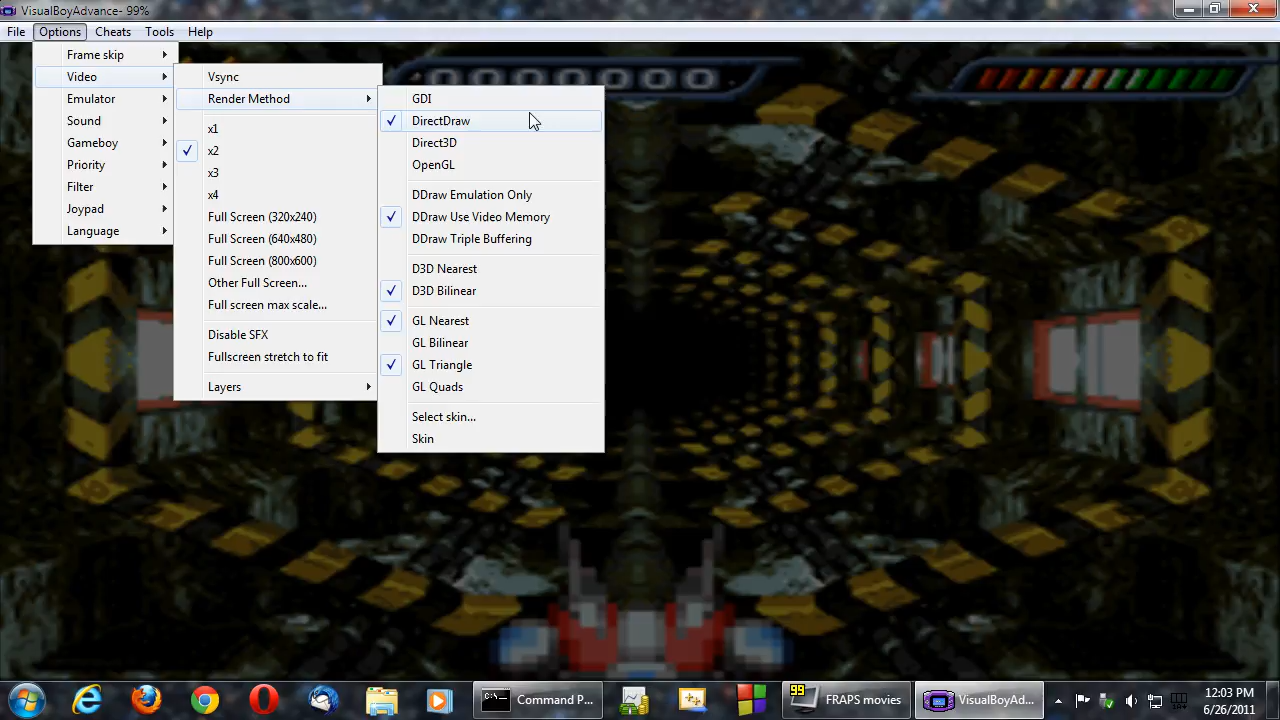 VisualBoyAdvance- 99%
File Options Cheats Tools Help
0000000
Frame skip
Video
Emulator
Sound
Gameboy
Priority
Filter
Joypad
Language
Vsync
Render Method
x1
x2
x3
x4
Full Screen (320x240)
Full Screen (640x480)
Full Screen (800x600)
Other Full Screen...
Full screen max scale...
Disable SFX
Fullscreen stretch to fit
Layers
GDI
DirectDraw
Direct3D
OpenGL
DDraw Emulation Only
DDraw Use Video Memory
DDraw Triple Buffering
D3D Nearest
D3D Bilinear
GL Nearest
GL Bilinear
GL Triangle
GL Quads
Select skin...
Skin
C:\_
Command P...
99
FRAPS movies
VisualBoyAd...
12:03 PM
6/26/2011